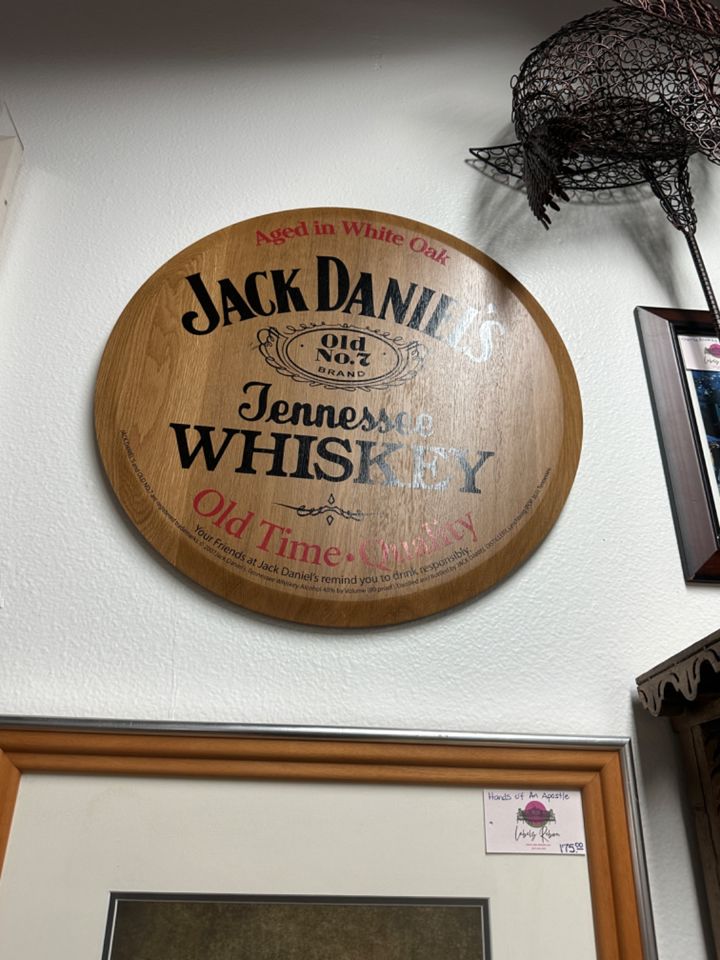 Aged in White Oak
JACK DANIEL'S
Old
No.7
BRAND
Tennessee
WHISKEY
Old Time • Quality
Your Friends at Jack Daniel's remind you to drink responsibly.
Hands Of An Apostle
175.00